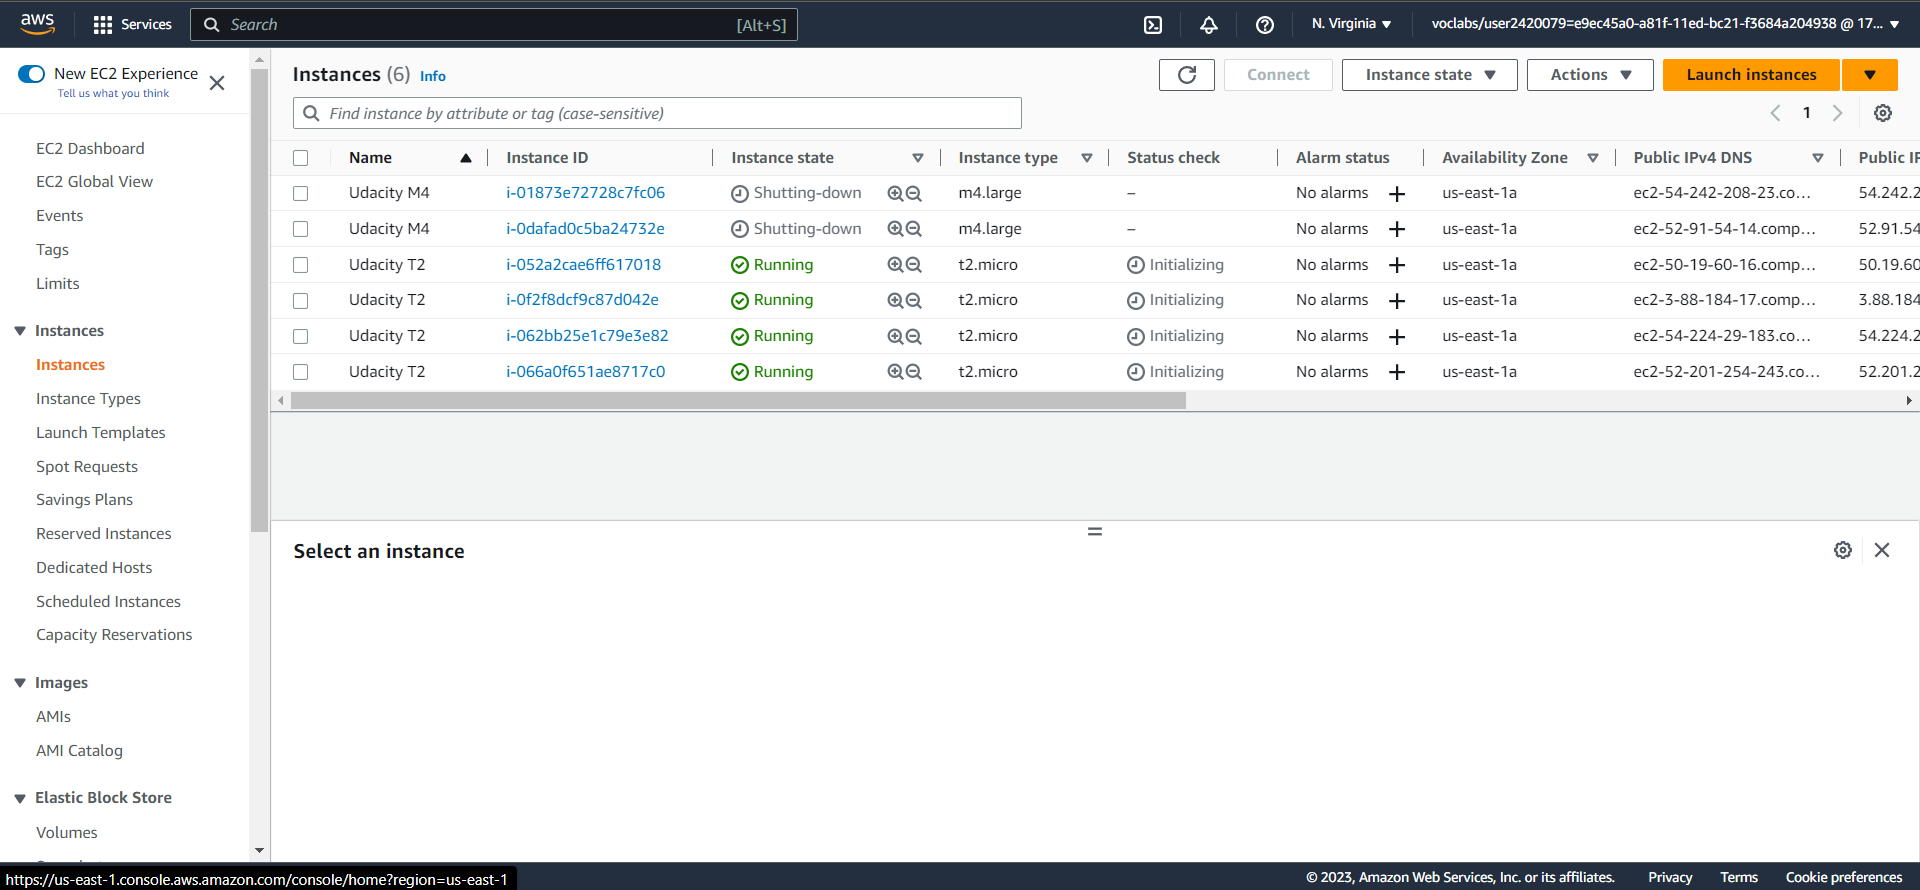 aws
Services
Search
[Alt+S]
N. Virginia
voclabs/user2420079=e9ec45a0-a81f-11ed-bc21-f3684a204938 @ 17...
New EC2 Experience
Tell us what you think
EC2 Dashboard
EC2 Global View
Events
Tags
Limits
Instances
Instances
Instance Types
Launch Templates
Spot Requests
Savings Plans
Reserved Instances
Dedicated Hosts
Scheduled Instances
Capacity Reservations
Images
AMIs
AMI Catalog
Elastic Block Store
Volumes
Instances (6) Info
Connect
Instance state
Actions
Launch instances
Find instance by attribute or tag (case-sensitive)
1
Name Instance ID Instance state Instance type Status check Alarm status Availability Zone Public IPv4 DNS Public IP
Udacity M4 i-01873e72728c7fc06 Shutting-down m4.large – No alarms + us-east-1a ec2-54-242-208-23.co... 54.242.2
Udacity M4 i-0dafad0c5ba24732e Shutting-down m4.large – No alarms + us-east-1a ec2-52-91-54-14.comp... 52.91.54
Udacity T2 i-052a2cae6ff617018 Running t2.micro Initializing No alarms + us-east-1a ec2-50-19-60-16.comp... 50.19.60
Udacity T2 i-0f2f8dcf9c87d042e Running t2.micro Initializing No alarms + us-east-1a ec2-3-88-184-17.comp... 3.88.184
Udacity T2 i-062bb25e1c79e3e82 Running t2.micro Initializing No alarms + us-east-1a ec2-54-224-29-183.co... 54.224.2
Udacity T2 i-066a0f651ae8717c0 Running t2.micro Initializing No alarms + us-east-1a ec2-52-201-254-243.co... 52.201.2
Select an instance
https://us-east-1.console.aws.amazon.com/console/home?region=us-east-1
© 2023, Amazon Web Services, Inc. or its affiliates. Privacy Terms Cookie preferences